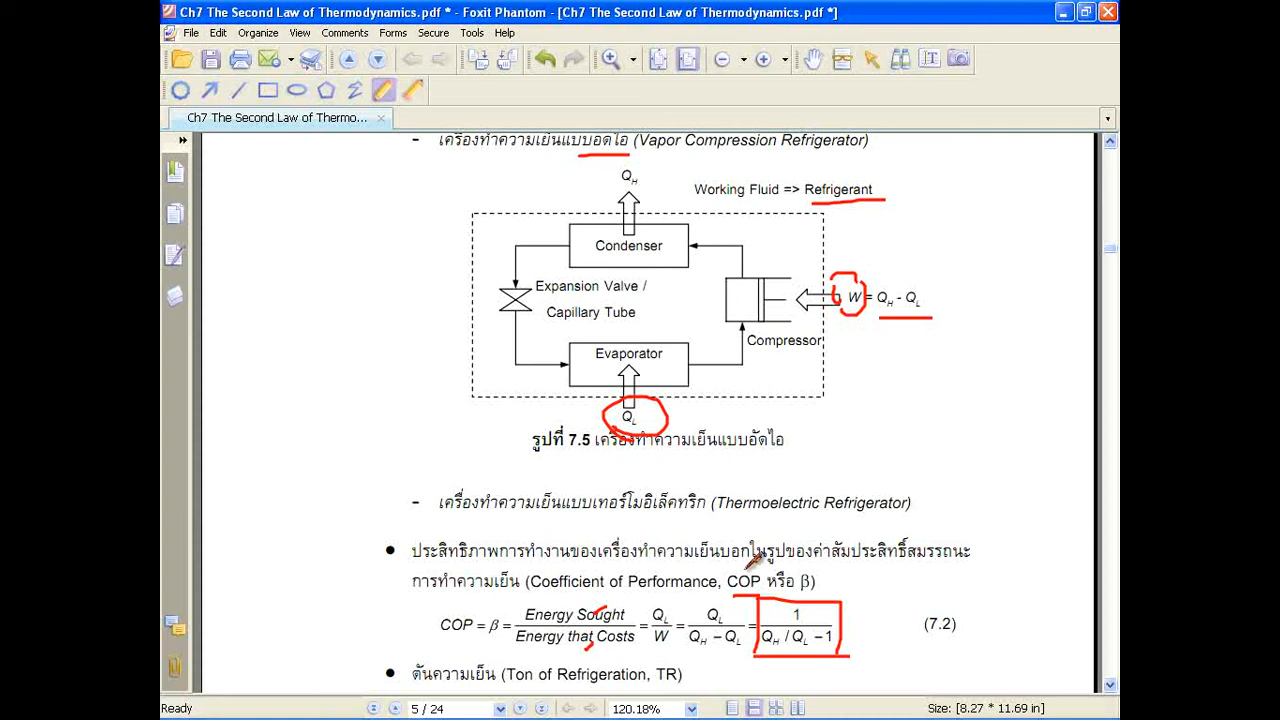 Ch7 The Second Law of Thermodynamics.pdf * - Foxit Phantom - [Ch7 The Second Law of Thermodynamics.pdf *]
File Edit Organize View Comments Forms Secure Tools Help
Ch7 The Second Law of Thermo...
- เครื่องทำความเย็นแบบอัดไอ (Vapor Compression Refrigerator)
Q_H
Working Fluid => Refrigerant
Condenser
Expansion Valve /
Capillary Tube
W = Q_H - Q_L
Compressor
Evaporator
Q_L
รูปที่ 7.5 เครื่องทำความเย็นแบบอัดไอ
- เครื่องทำความเย็นแบบเทอร์โมอิเล็คทริก (Thermoelectric Refrigerator)
• ประสิทธิภาพการทำงานของเครื่องทำความเย็นบอกในรูปของค่าสัมประสิทธิ์สมรรถนะ
การทำความเย็น (Coefficient of Performance, COP หรือ β)
COP = β = Energy Sought / Energy that Costs = Q_L / W = Q_L / (Q_H - Q_L) = 1 / (Q_H / Q_L - 1) (7.2)
• ตันความเย็น (Ton of Refrigeration, TR)
Ready 5 / 24 120.18% Size: [8.27 * 11.69 inch]